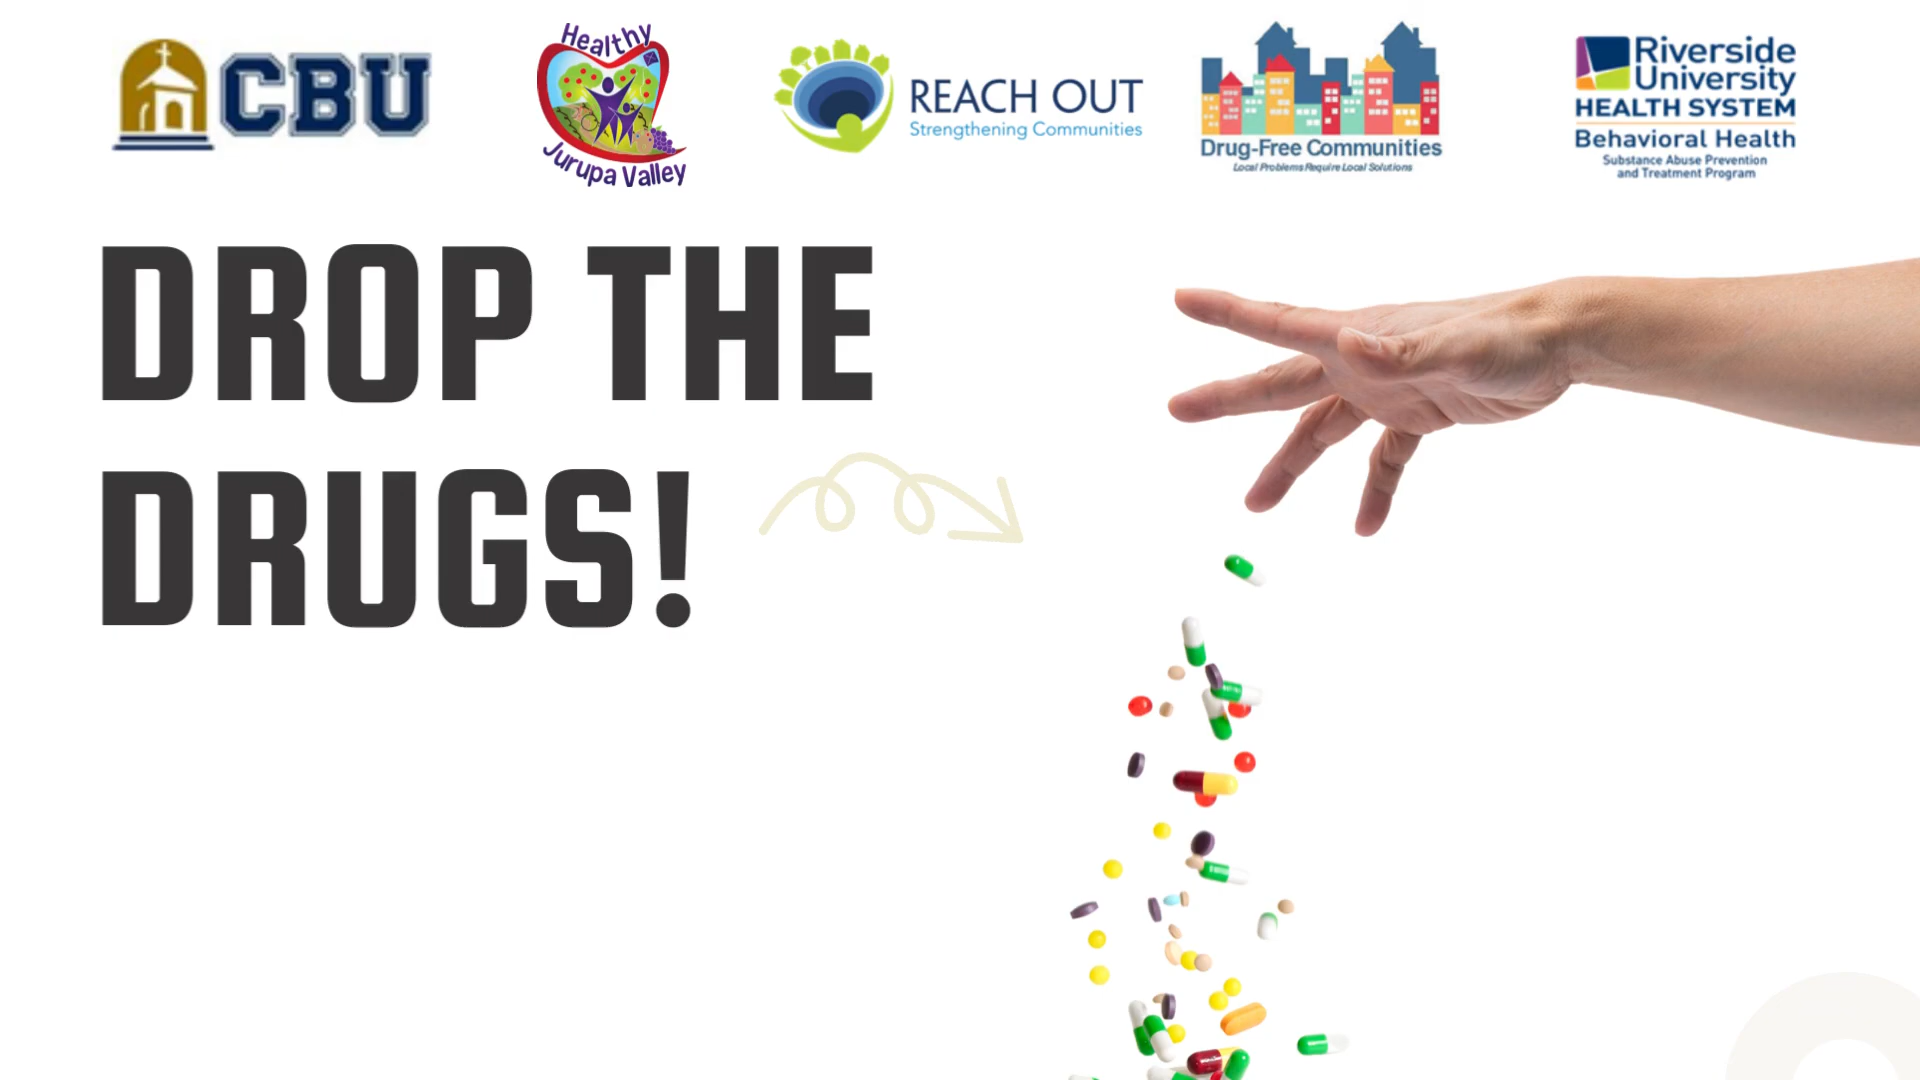 CBU
Healthy
Jurupa Valley
REACH OUT
Strengthening Communities
Drug-Free Communities
Local Problems Require Local Solutions
Riverside
University
HEALTH SYSTEM
Behavioral Health
Substance Abuse Prevention
and Treatment Program
DROP THE
DRUGS!